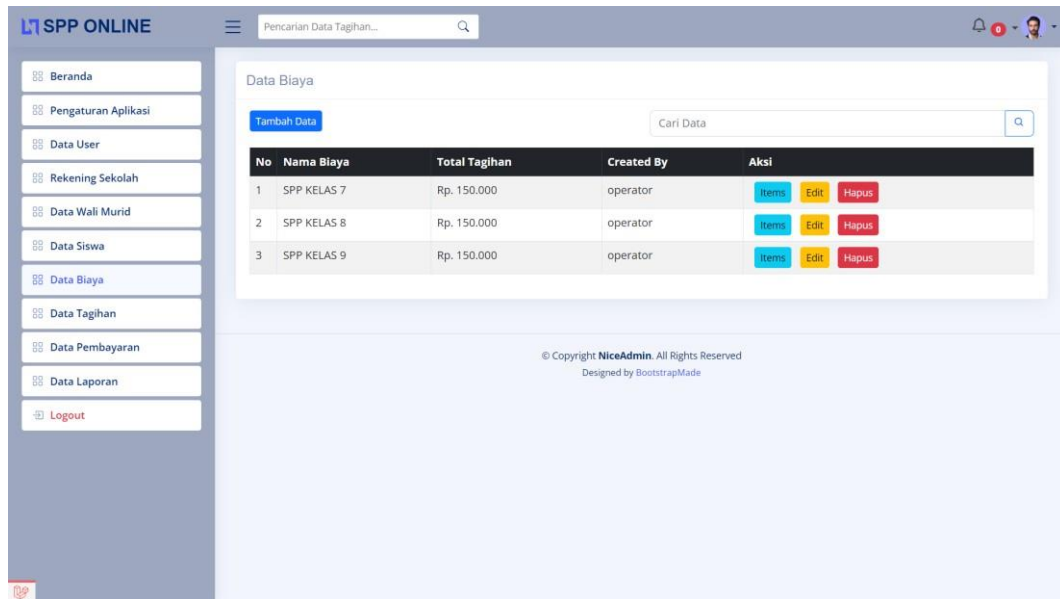 SPP ONLINE
Pencarian Data Tagihan...
0
Beranda
Pengaturan Aplikasi
Data User
Rekening Sekolah
Data Wali Murid
Data Siswa
Data Biaya
Data Tagihan
Data Pembayaran
Data Laporan
Logout
Data Biaya
Tambah Data
Cari Data
No Nama Biaya Total Tagihan Created By Aksi
1 SPP KELAS 7 Rp. 150.000 operator Items Edit Hapus
2 SPP KELAS 8 Rp. 150.000 operator Items Edit Hapus
3 SPP KELAS 9 Rp. 150.000 operator Items Edit Hapus
© Copyright NiceAdmin. All Rights Reserved
Designed by BootstrapMade